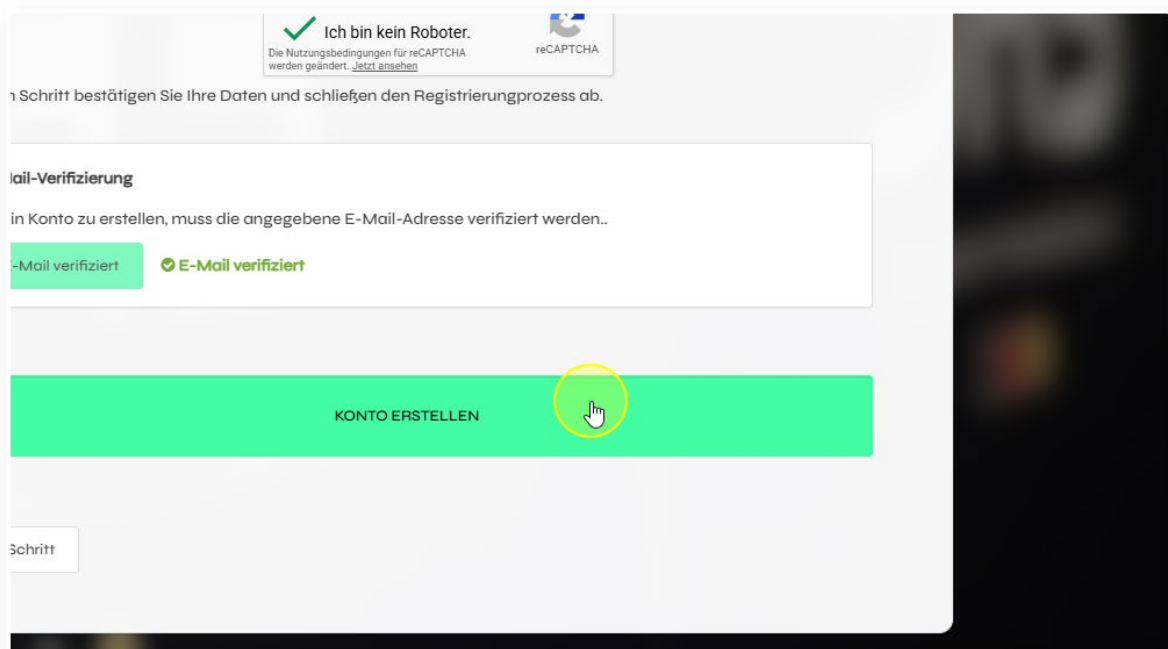 Ich bin kein Roboter.
reCAPTCHA
Die Nutzungsbedingungen für reCAPTCHA
werden geändert. Jetzt ansehen
Schritt bestätigen Sie Ihre Daten und schließen den Registrierungprozess ab.
ail-Verifizierung
in Konto zu erstellen, muss die angegebene E-Mail-Adresse verifiziert werden..
-Mail verifiziert
E-Mail verifiziert
KONTO ERSTELLEN
Schritt